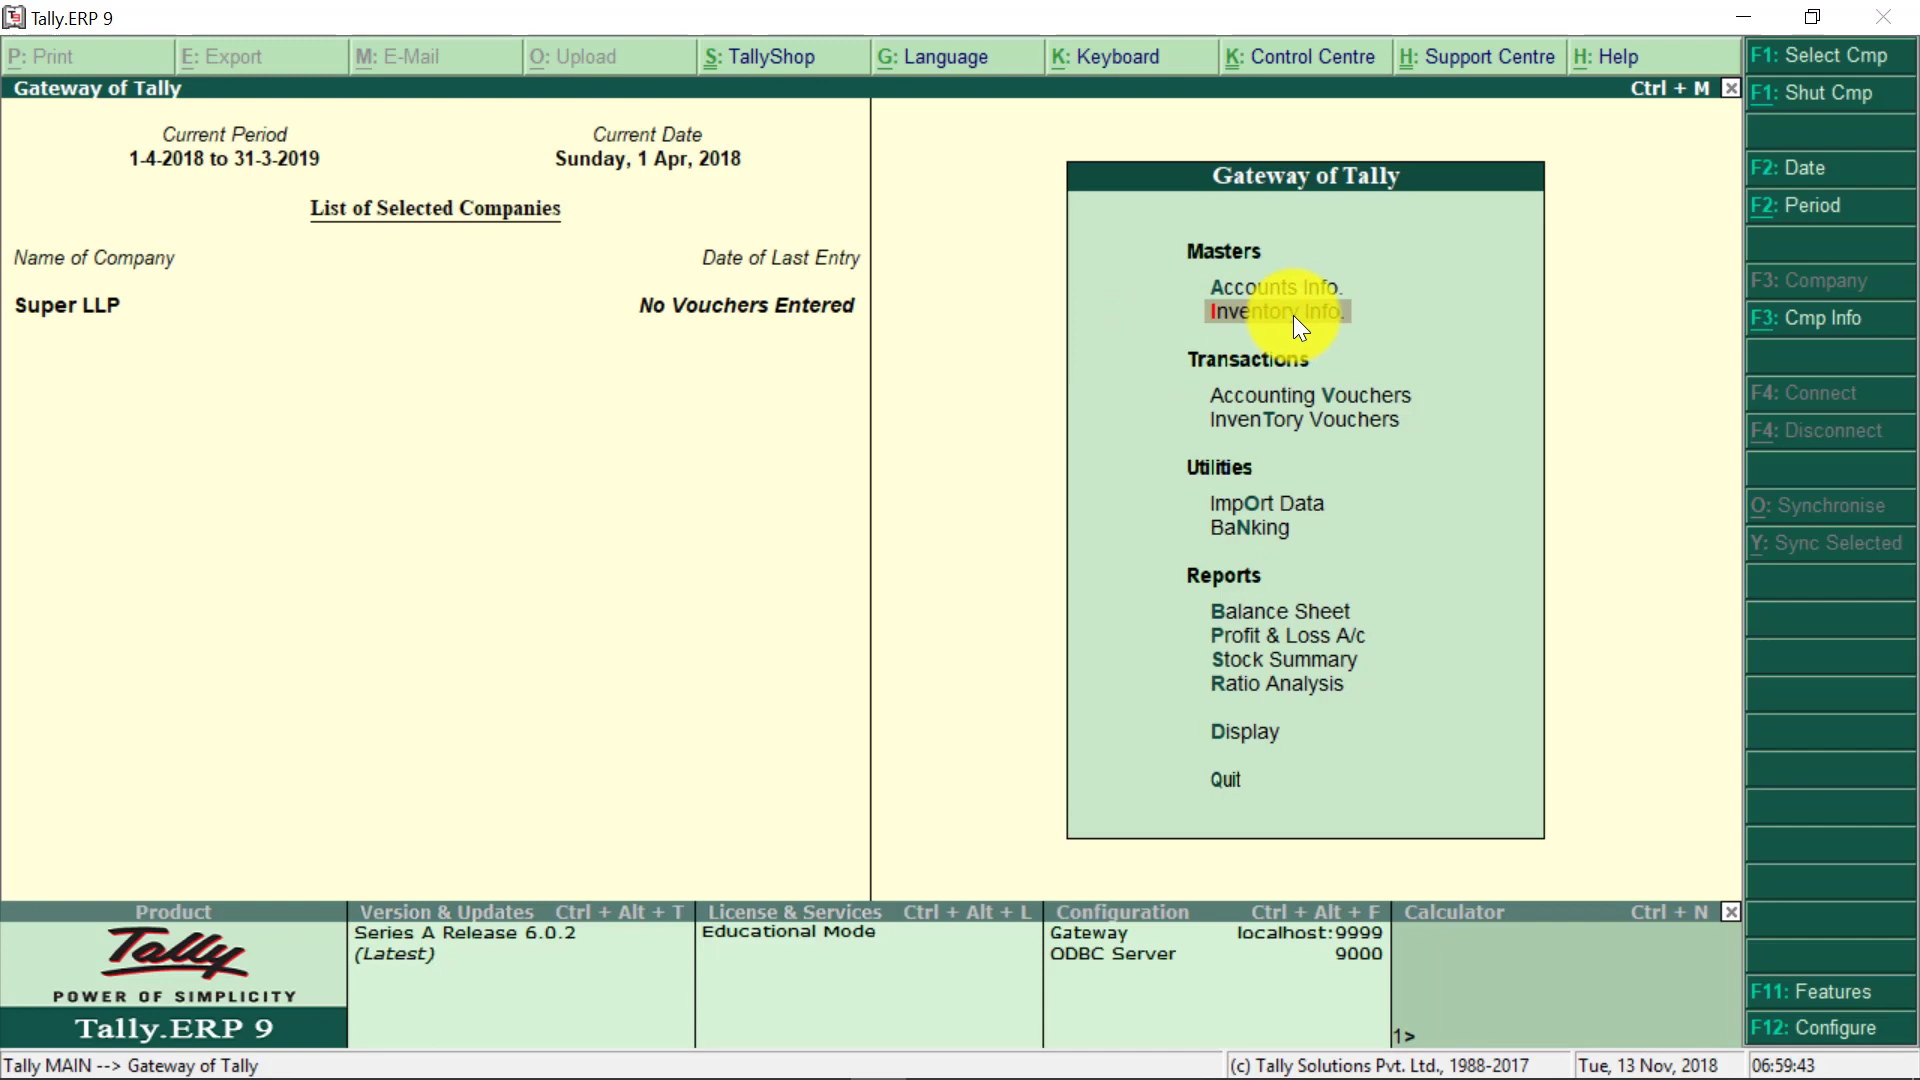 Tally.ERP 9
P: Print E: Export M: E-Mail O: Upload S: TallyShop G: Language K: Keyboard K: Control Centre H: Support Centre H: Help
Gateway of Tally Ctrl + M
Current Period Current Date
1-4-2018 to 31-3-2019 Sunday, 1 Apr, 2018
List of Selected Companies
Name of Company Date of Last Entry
Super LLP No Vouchers Entered
Gateway of Tally
Masters
Accounts Info.
Inventory Info.
Transactions
Accounting Vouchers
InvenTory Vouchers
Utilities
ImpOrt Data
BaNking
Reports
Balance Sheet
Profit & Loss A/c
Stock Summary
Ratio Analysis
Display
Quit
F1: Select Cmp
F1: Shut Cmp
F2: Date
F2: Period
F3: Company
F3: Cmp Info
F4: Connect
F4: Disconnect
O: Synchronise
Y: Sync Selected
F11: Features
F12: Configure
Product
Tally
POWER OF SIMPLICITY
Tally.ERP 9
Version & Updates Ctrl + Alt + T
Series A Release 6.0.2
(Latest)
License & Services Ctrl + Alt + L
Educational Mode
Configuration Ctrl + Alt + F
Gateway localhost:9999
ODBC Server 9000
Calculator Ctrl + N
1>
Tally MAIN --> Gateway of Tally (c) Tally Solutions Pvt. Ltd., 1988-2017 Tue, 13 Nov, 2018 06:59:43